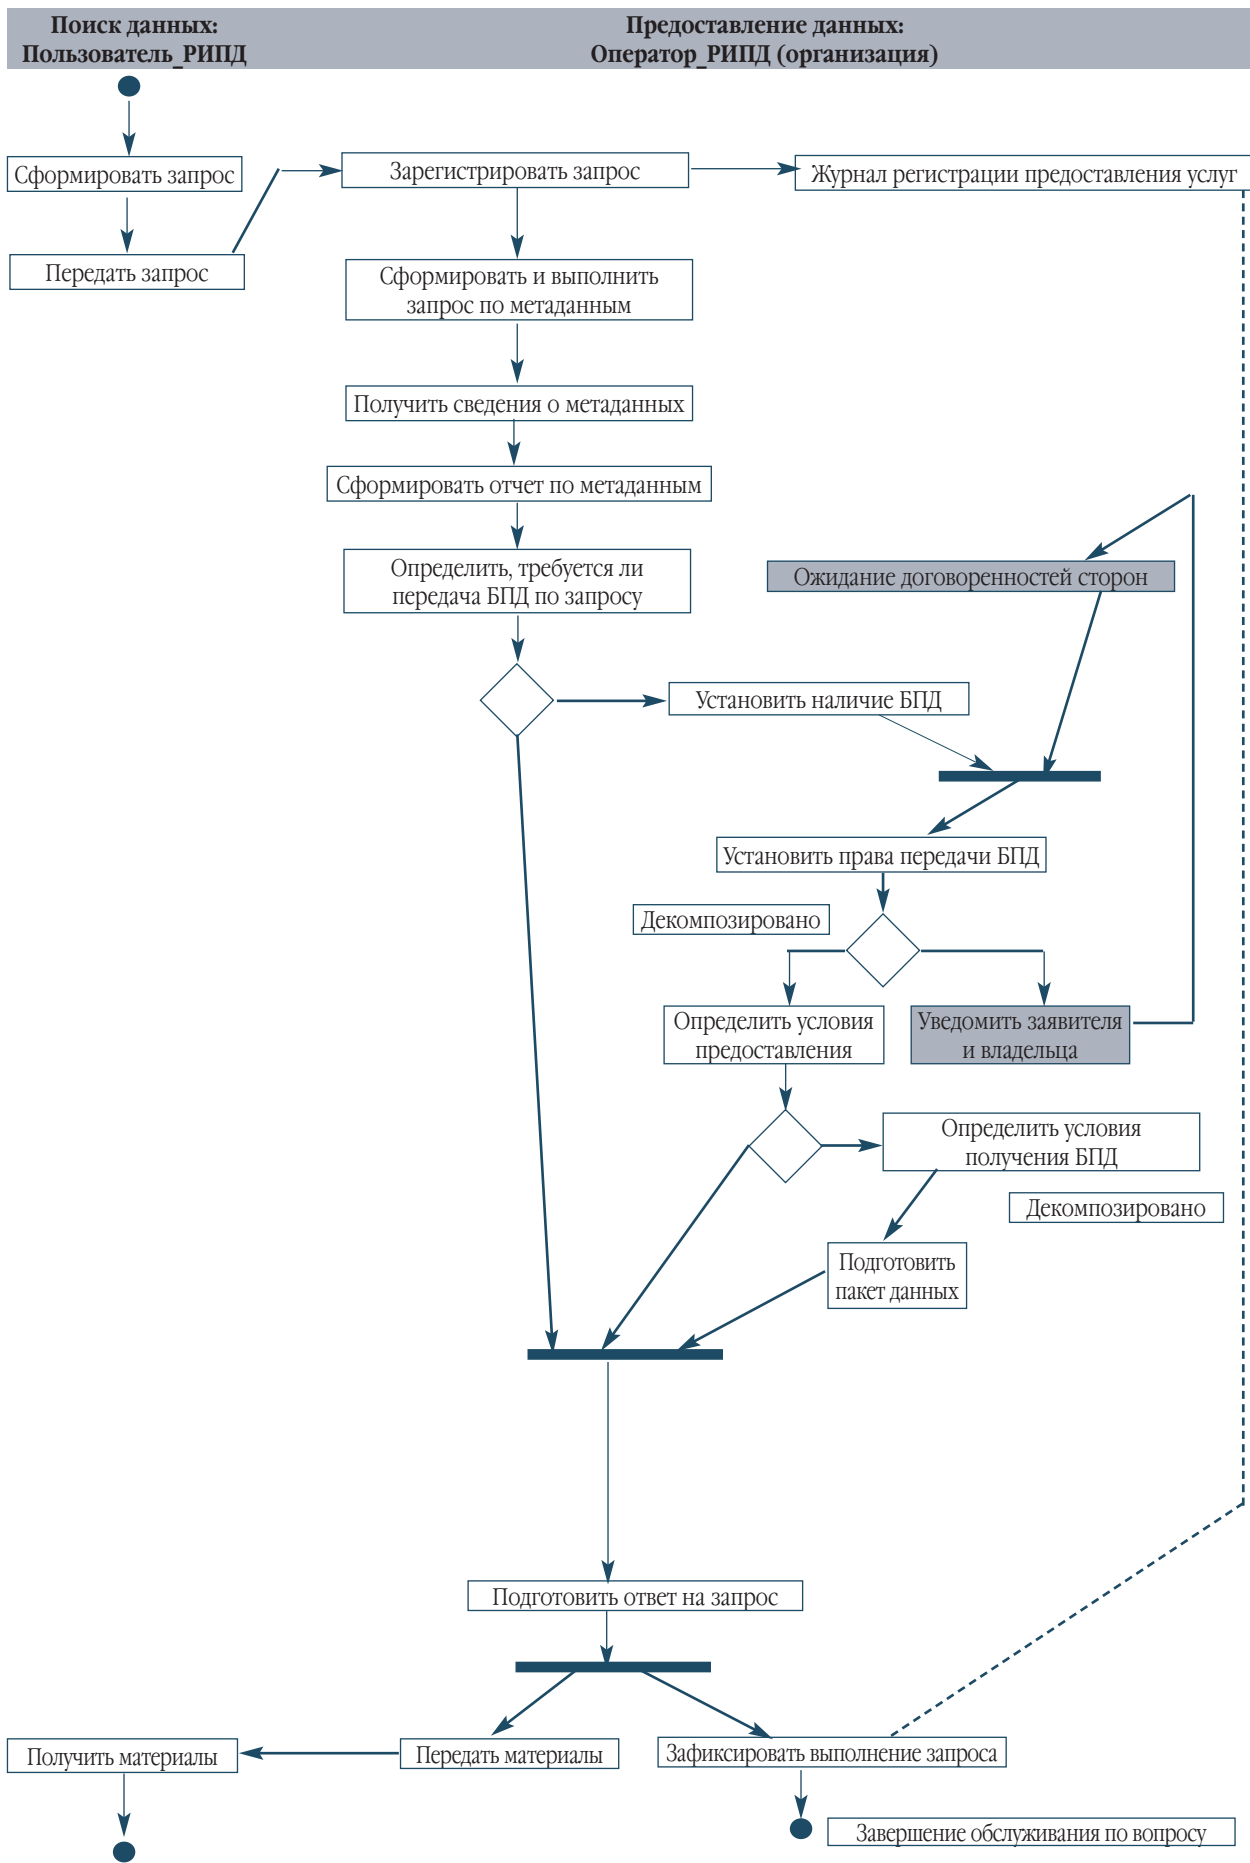 Поиск данных:
Пользователь_РИПД
Предоставление данных:
Оператор_РИПД (организация)
Сформировать запрос
Зарегистрировать запрос
Журнал регистрации предоставления услуг
Передать запрос
Сформировать и выполнить
запрос по метаданным
Получить сведения о метаданных
Сформировать отчет по метаданным
Определить, требуется ли
передача БПД по запросу
Ожидание договоренностей сторон
Установить наличие БПД
Установить права передачи БПД
Декомпозировано
Определить условия
предоставления
Уведомить заявителя
и владельца
Определить условия
получения БПД
Декомпозировано
Подготовить
пакет данных
Подготовить ответ на запрос
Получить материалы
Передать материалы
Зафиксировать выполнение запроса
Завершение обслуживания по вопросу